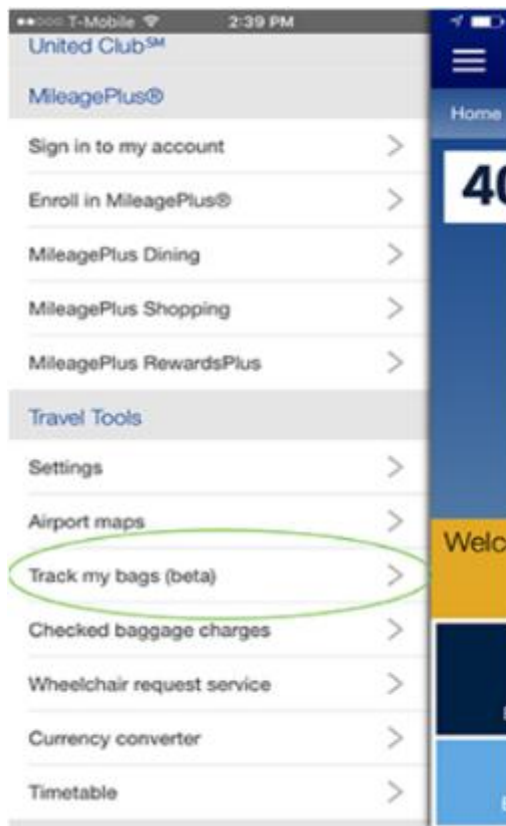 T-Mobile 2:39 PM
United Club℠
MileagePlus®
Sign in to my account
Enroll in MileagePlus®
MileagePlus Dining
MileagePlus Shopping
MileagePlus RewardsPlus
Travel Tools
Settings
Airport maps
Track my bags (beta)
Checked baggage charges
Wheelchair request service
Currency converter
Timetable
Home
40
Welc